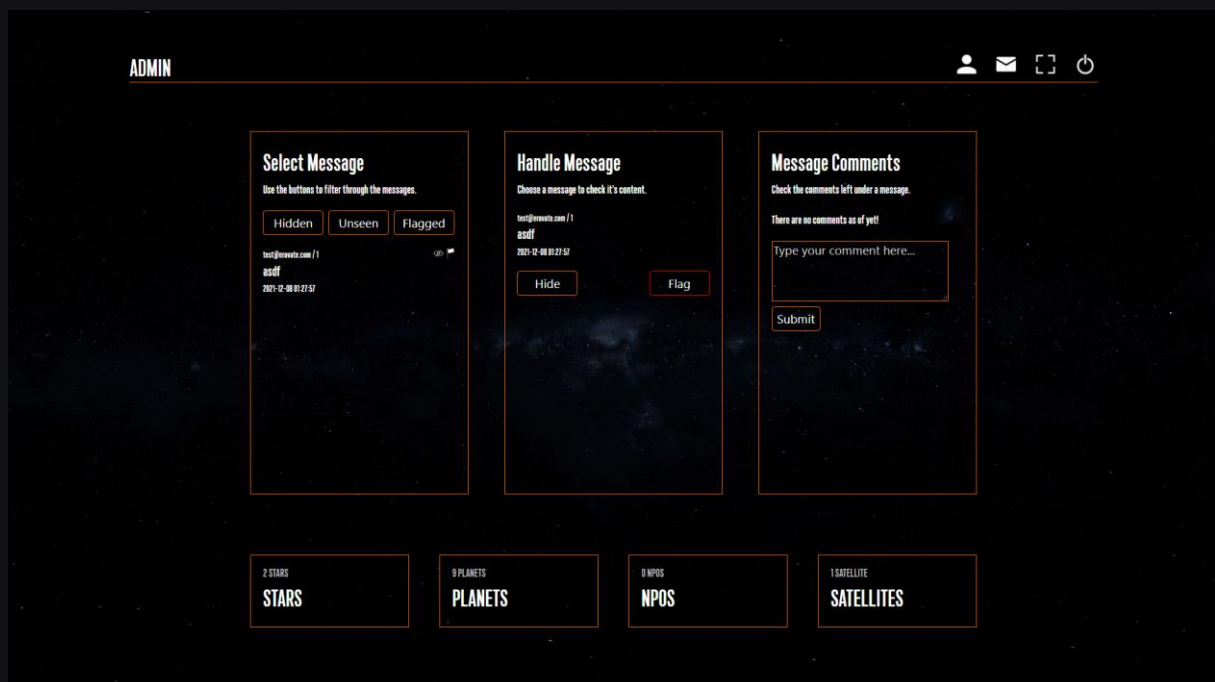 ADMIN
Select Message
Use the buttons to filter through the messages.
Hidden Unseen Flagged
test@enovate.com / 1
asdf
2021-12-08 01:27:57
Handle Message
Choose a message to check it's content.
test@enovate.com / 1
asdf
2021-12-08 01:27:57
Hide Flag
Message Comments
Check the comments left under a message.
There are no comments as of yet!
Type your comment here...
Submit
2 STARS
STARS
9 PLANETS
PLANETS
0 NPOS
NPOS
1 SATELLITE
SATELLITES